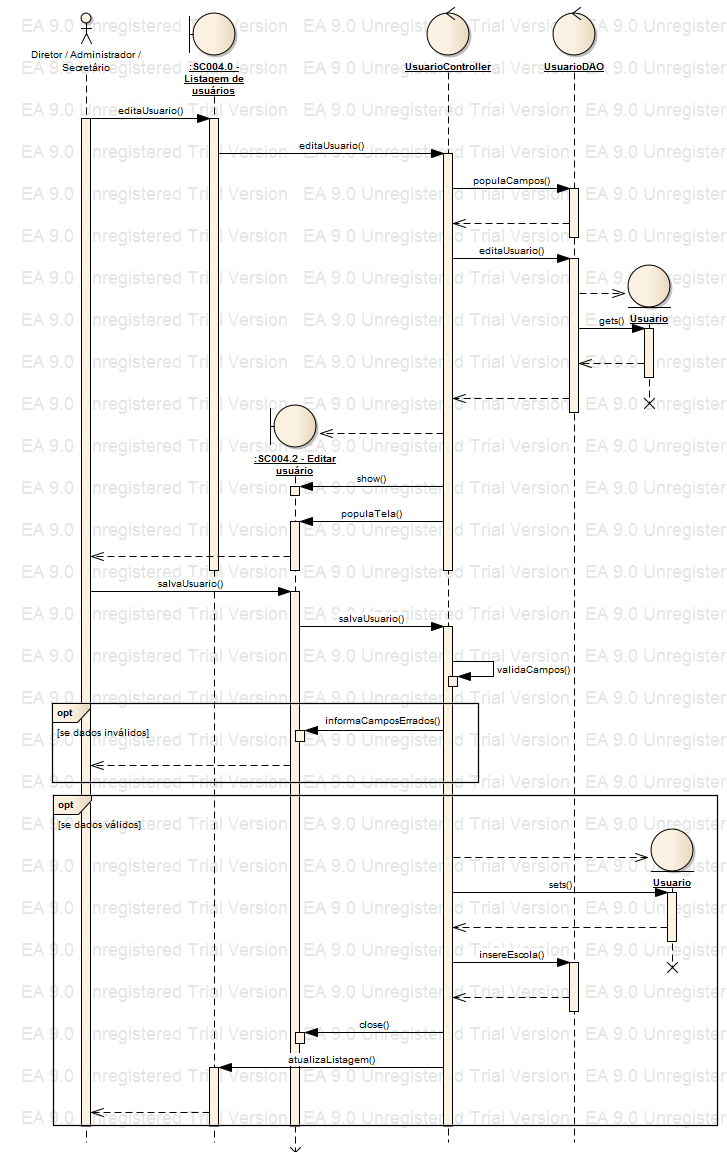 Diretor / Administrador /
Secretário
:SC004.0 -
Listagem de
usuários
UsuarioController
UsuarioDAO
editaUsuario()
editaUsuario()
populaCampos()
editaUsuario()
Usuario
gets()
:SC004.2 - Editar
usuário
show()
populaTela()
salvaUsuario()
salvaUsuario()
validaCampos()
opt
informaCamposErrados()
[se dados inválidos]
opt
[se dados válidos]
Usuario
sets()
insereEscola()
close()
atualizaListagem()
EA 9.0 Unregistered Trial Version